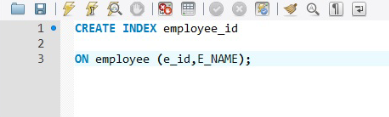 1 CREATE INDEX employee_id
2
3 ON employee (e_id,E_NAME);